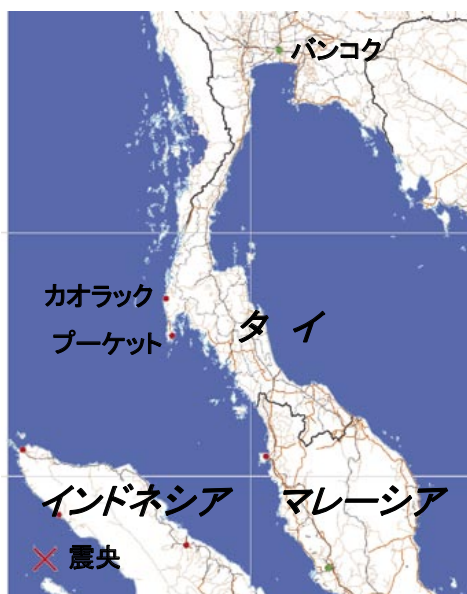 バンコク
カオラック
プーケット
タイ
インドネシア
マレーシア
震央